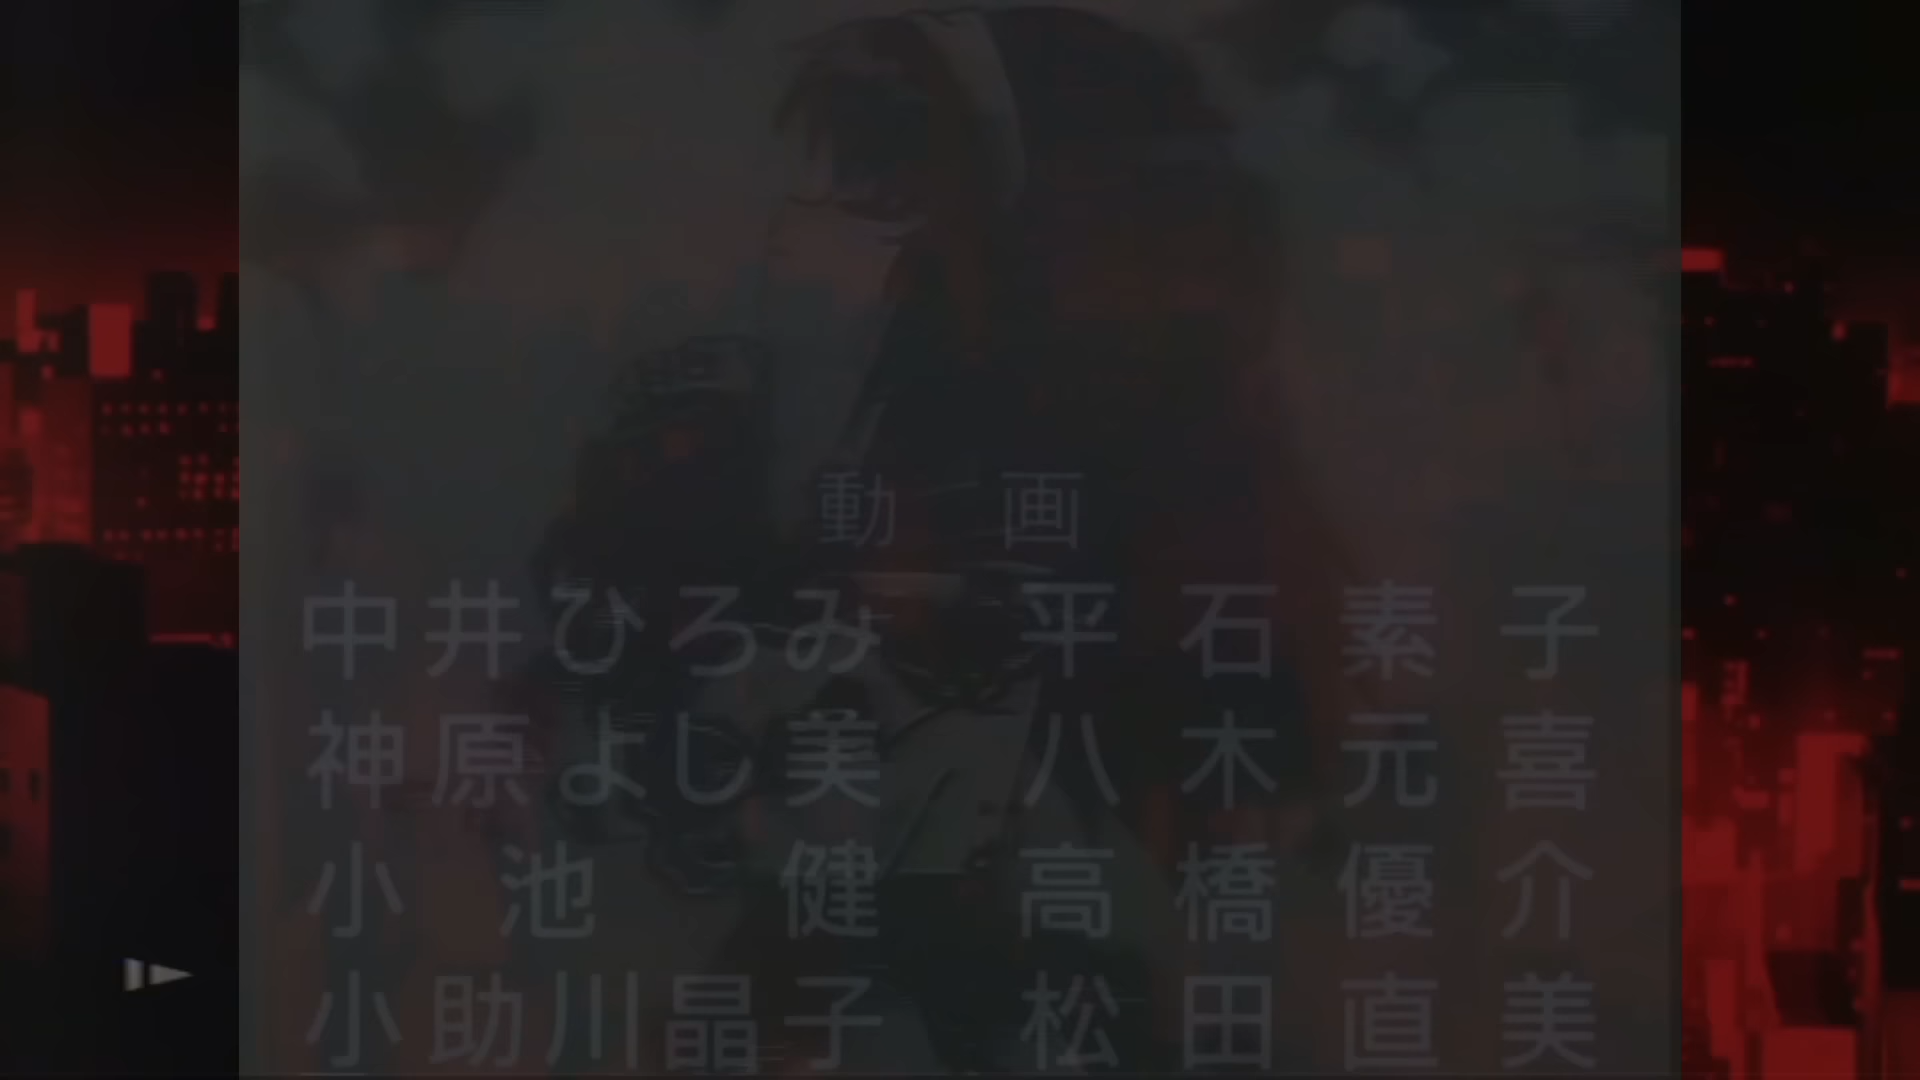 動画
中井ひろみ 平石素子
神原よし美 八木元喜
小池健 高橋優介
小助川晶子 松田直美